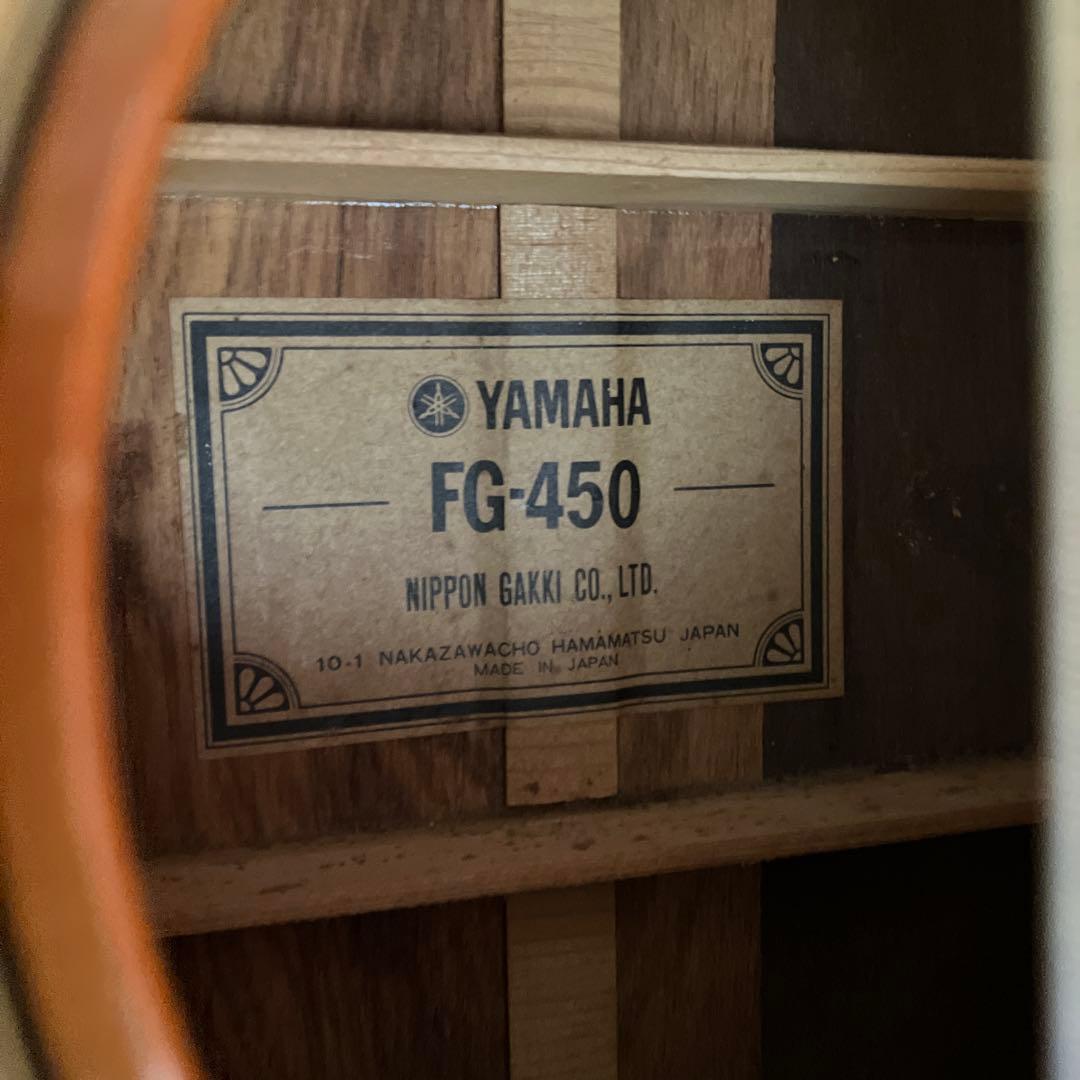 YAMAHA
FG-450
NIPPON GAKKI CO., LTD.
10-1 NAKAZAWACHO HAMAMATSU JAPAN
MADE IN JAPAN